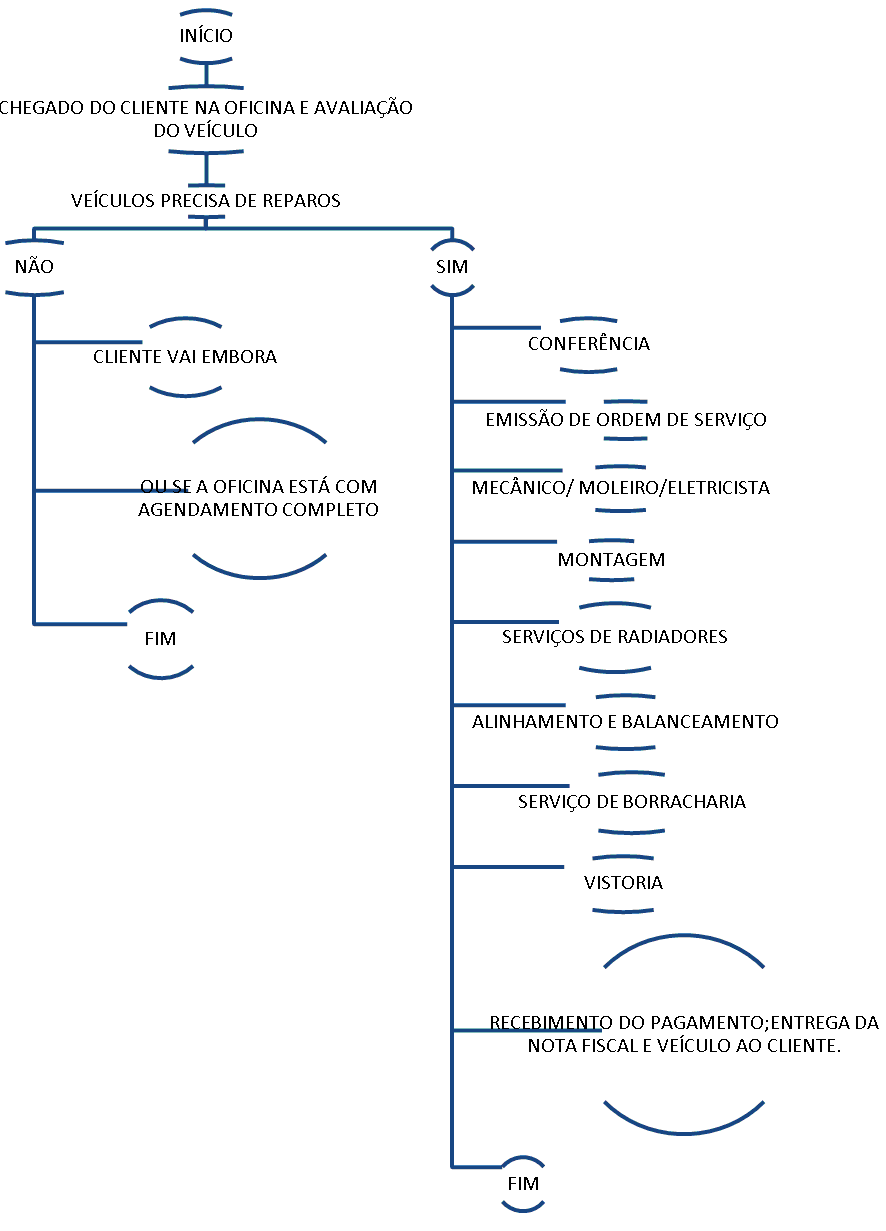 INÍCIO
CHEGADO DO CLIENTE NA OFICINA E AVALIAÇÃO
DO VEÍCULO
VEÍCULOS PRECISA DE REPAROS
NÃO
CLIENTE VAI EMBORA
OU SE A OFICINA ESTÁ COM
AGENDAMENTO COMPLETO
FIM
SIM
CONFERÊNCIA
EMISSÃO DE ORDEM DE SERVIÇO
MECÂNICO/ MOLEIRO/ELETRICISTA
MONTAGEM
SERVIÇOS DE RADIADORES
ALINHAMENTO E BALANCEAMENTO
SERVIÇO DE BORRACHARIA
VISTORIA
RECEBIMENTO DO PAGAMENTO;ENTREGA DA
NOTA FISCAL E VEÍCULO AO CLIENTE.
FIM